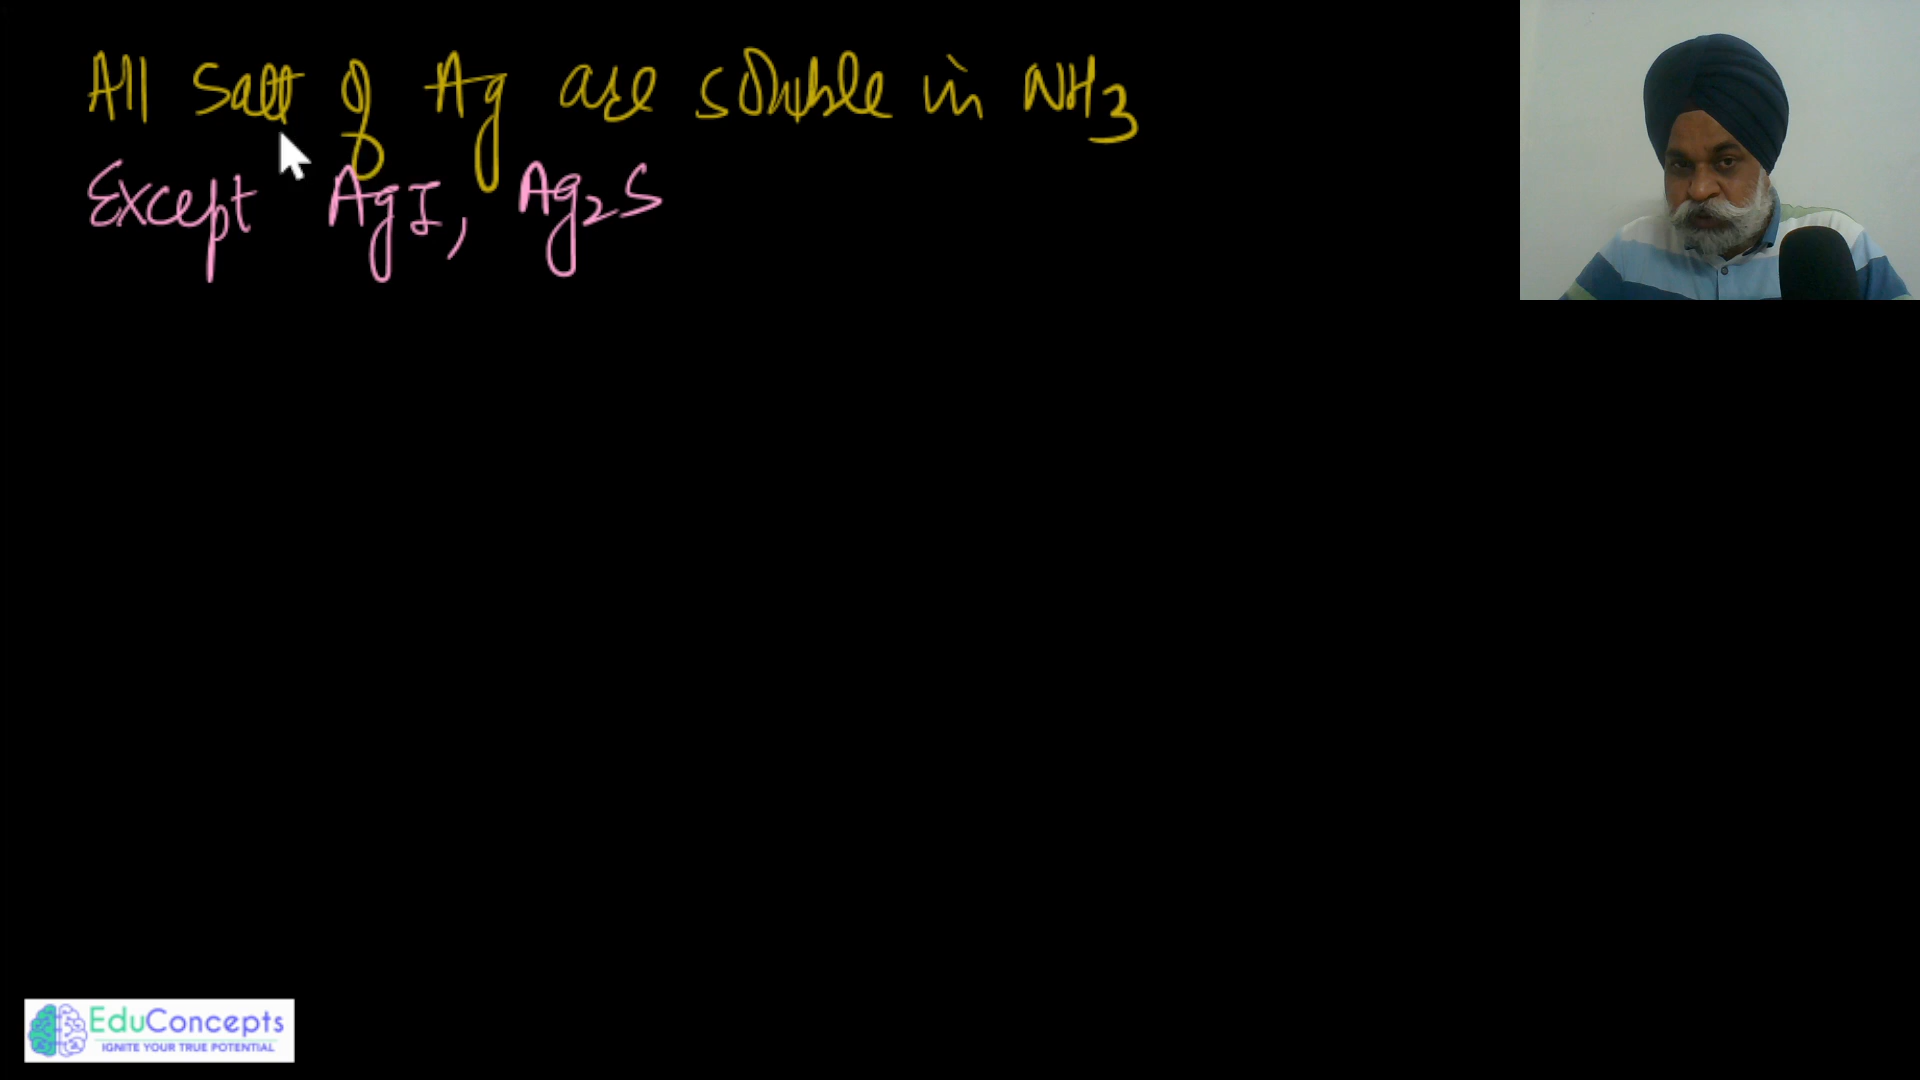 All Salt of Ag are soluble in NH3
Except AgI, Ag2S
EduConcepts
IGNITE YOUR TRUE POTENTIAL